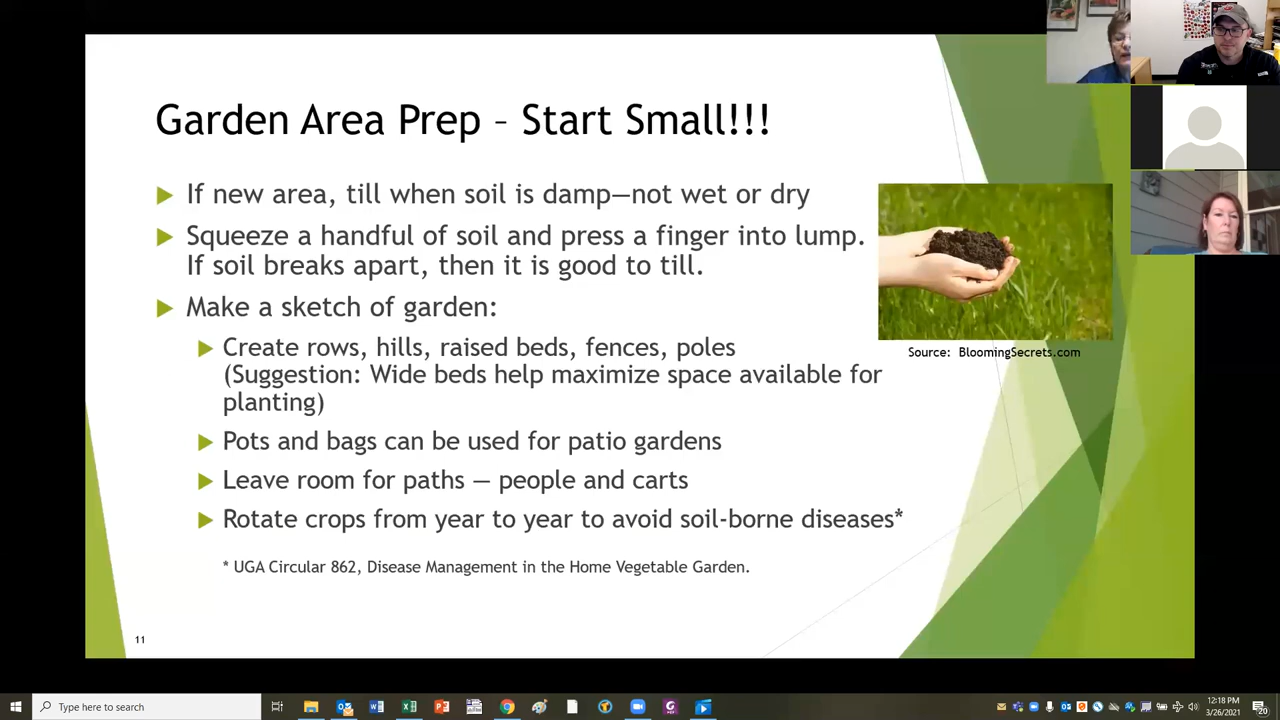 Garden Area Prep – Start Small!!!
If new area, till when soil is damp—not wet or dry
Squeeze a handful of soil and press a finger into lump.
If soil breaks apart, then it is good to till.
Make a sketch of garden:
Create rows, hills, raised beds, fences, poles
(Suggestion: Wide beds help maximize space available for
planting)
Pots and bags can be used for patio gardens
Leave room for paths — people and carts
Rotate crops from year to year to avoid soil-borne diseases*
* UGA Circular 862, Disease Management in the Home Vegetable Garden.
Source: BloomingSecrets.com
11
Type here to search
12:18 PM
3/26/2021
20